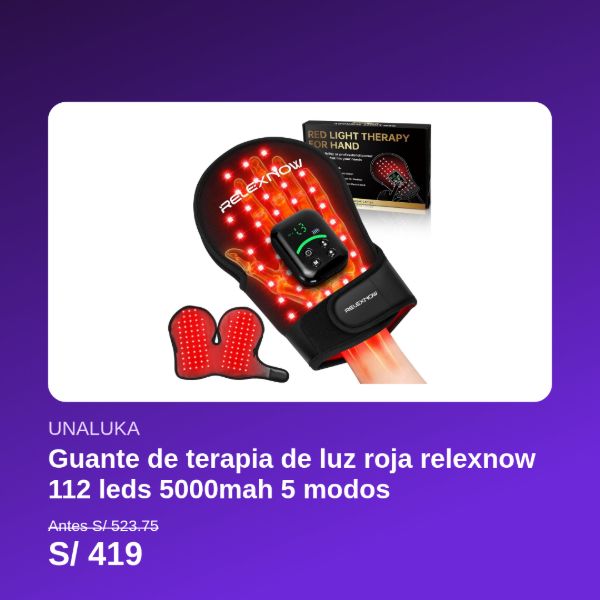 RED LIGHT THERAPY
FOR HAND
RELEXNOW
RELEXNOW
UNALUKA
Guante de terapia de luz roja relexnow
112 leds 5000mah 5 modos
Antes S/ 523.75
S/ 419